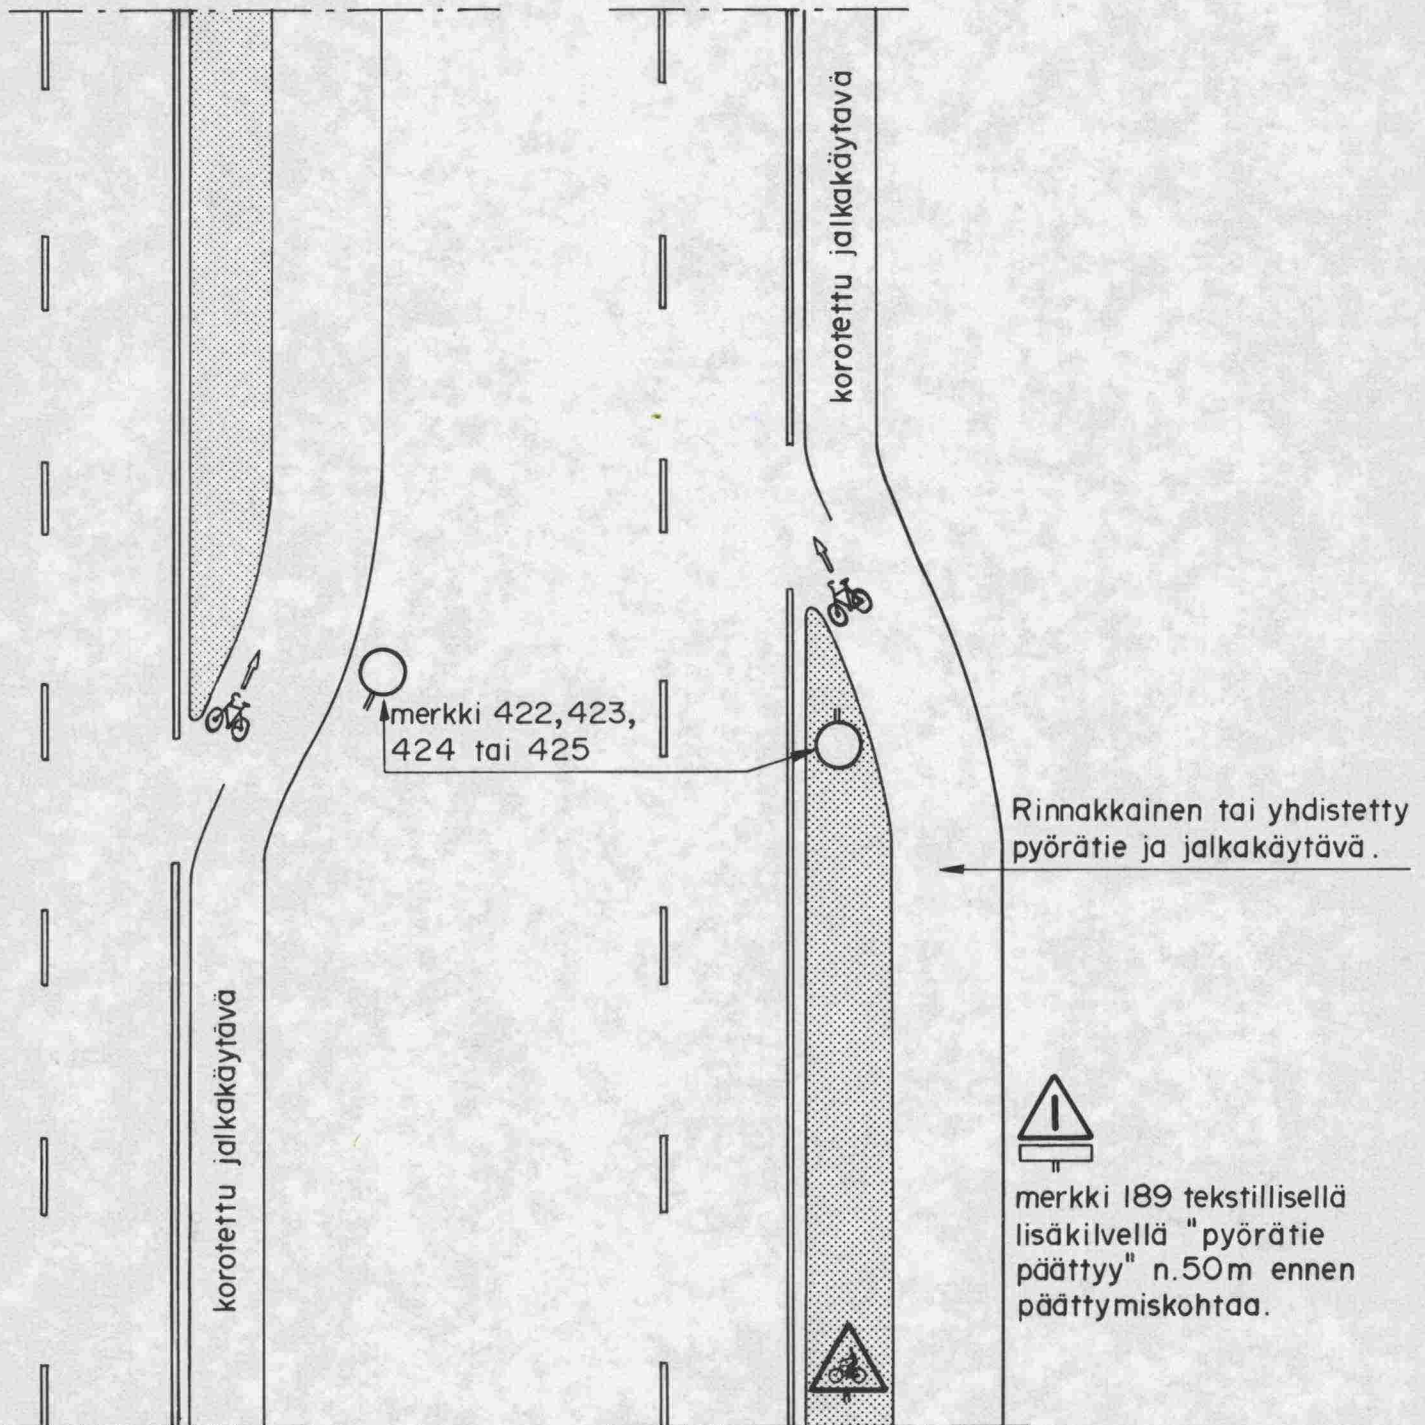 korotettu jalkakäytävä
merkki 422, 423,
424 tai 425
Rinnakkainen tai yhdistetty
pyörätie ja jalkakäytävä.
korotettu jalkakäytävä
merkki 189 tekstillisellä
lisäkilvellä "pyörätie
päättyy" n.50m ennen
päättymiskohtaa.